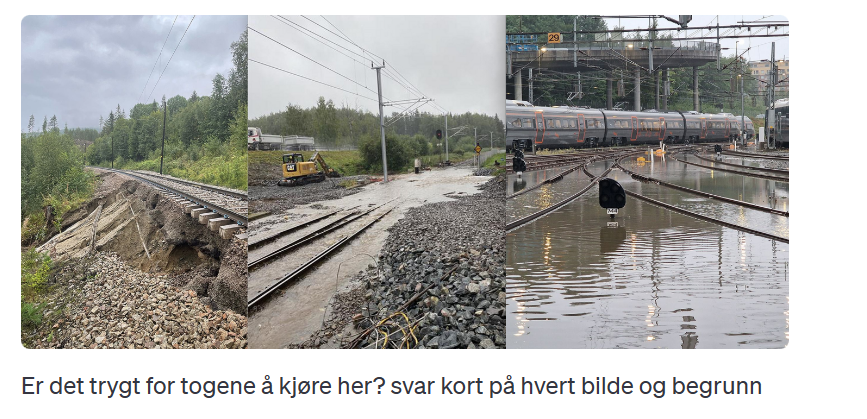 29
Er det trygt for togene å kjøre her? svar kort på hvert bilde og begrunn